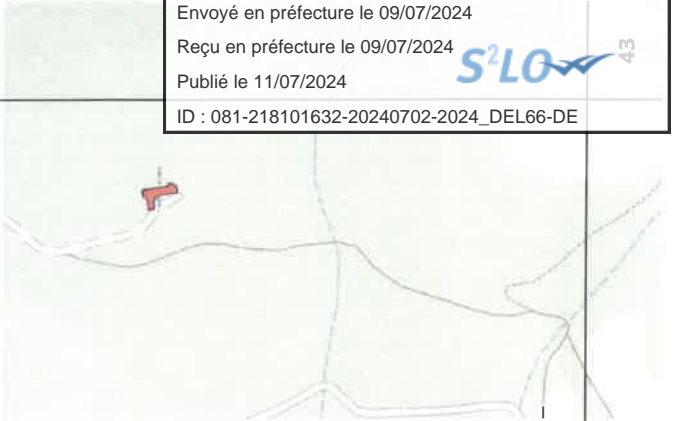 Envoyé en préfecture le 09/07/2024
Reçu en préfecture le 09/07/2024
Publié le 11/07/2024
S²LO
ID : 081-218101632-20240702-2024_DEL66-DE
43